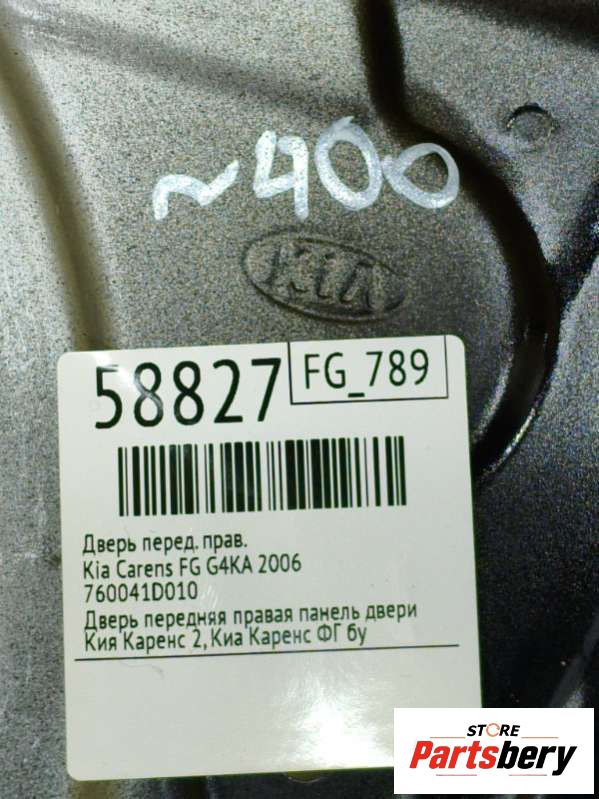 ~400
KIA
58827
FG_789
Дверь перед. прав.
Kia Carens FG G4KA 2006
760041D010
Дверь передняя правая панель двери
Кия Каренс 2, Киа Каренс ФГ бу
STORE
Partsbery